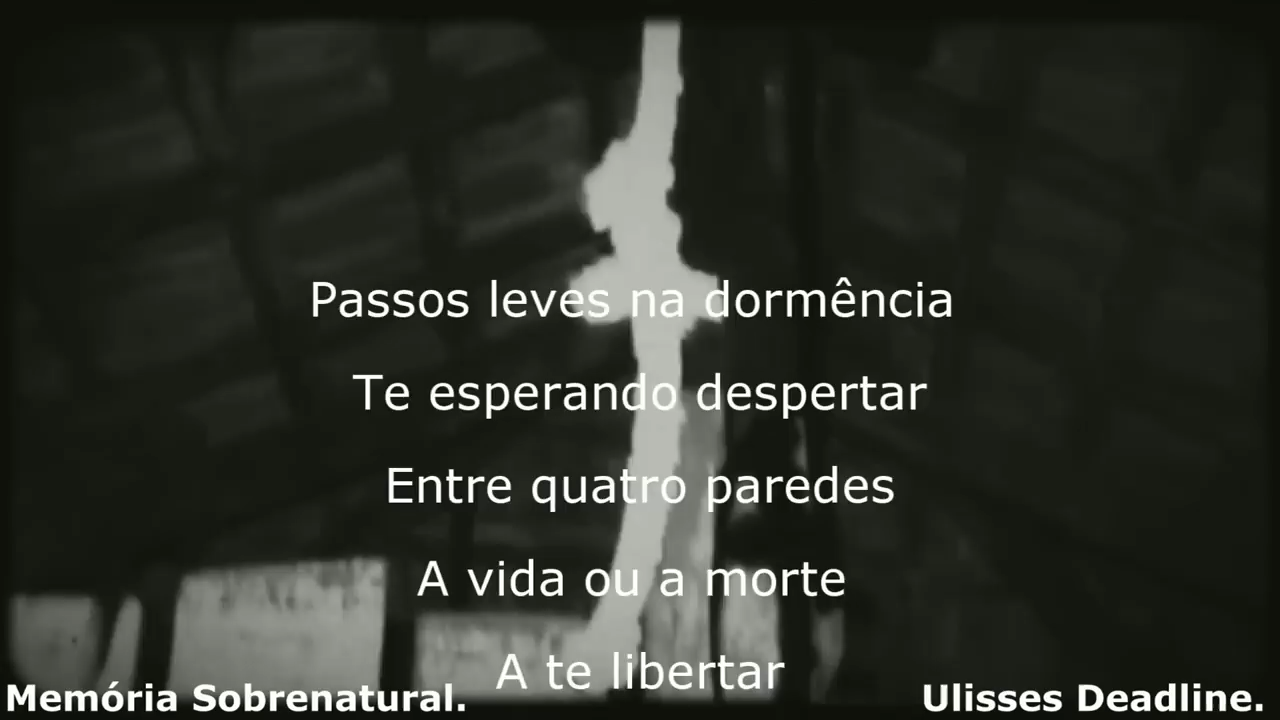 Passos leves na dormência
Te esperando despertar
Entre quatro paredes
A vida ou a morte
A te libertar
Memória Sobrenatural.
Ulisses Deadline.